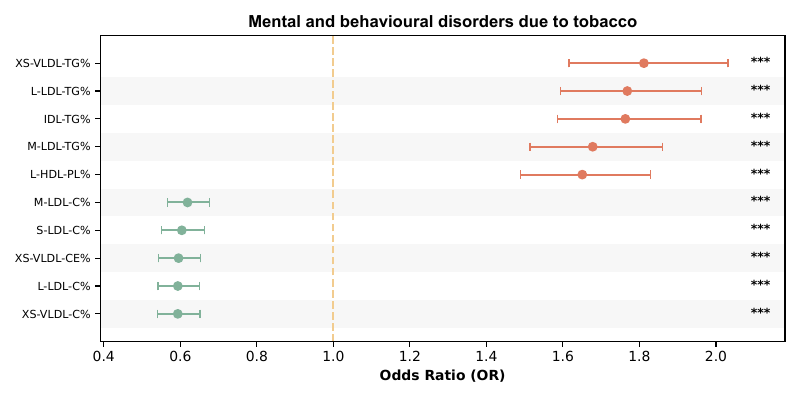 Mental and behavioural disorders due to tobacco
XS-VLDL-TG% ***
L-LDL-TG% ***
IDL-TG% ***
M-LDL-TG% ***
L-HDL-PL% ***
M-LDL-C% ***
S-LDL-C% ***
XS-VLDL-CE% ***
L-LDL-C% ***
XS-VLDL-C% ***
0.4 0.6 0.8 1.0 1.2 1.4 1.6 1.8 2.0
Odds Ratio (OR)